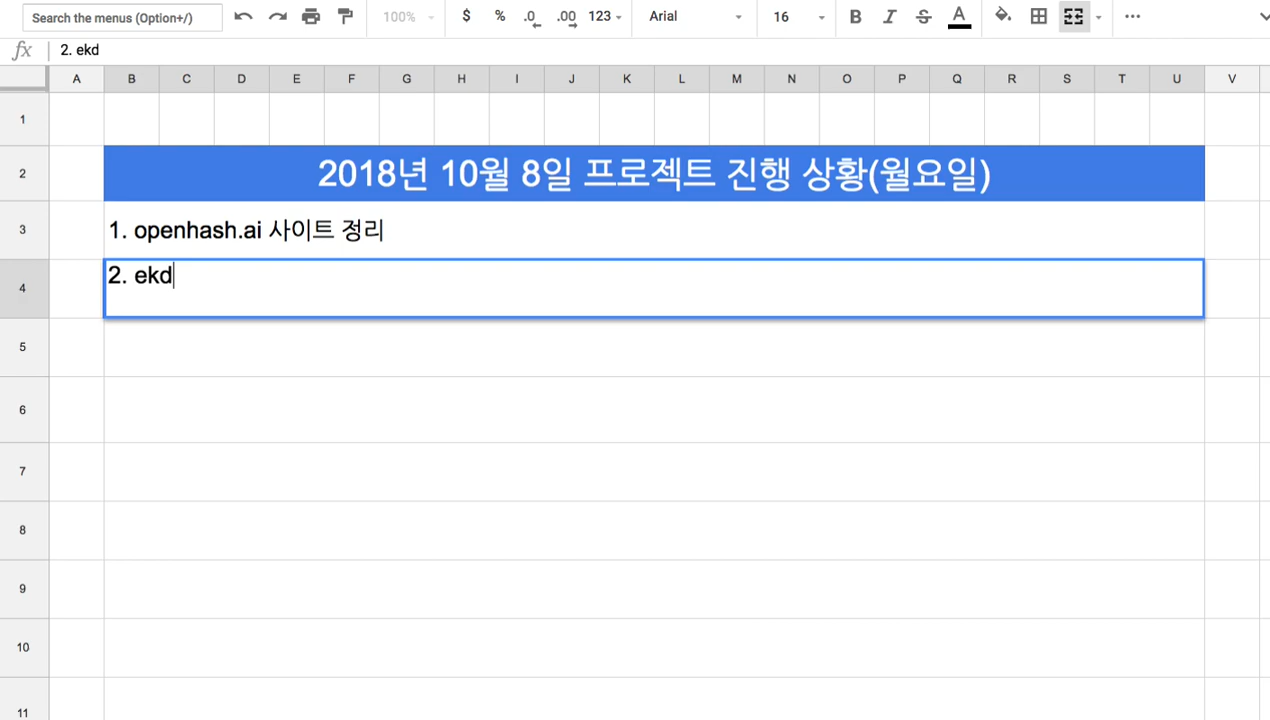 Search the menus (Option+/) 100% $ % .0 .00 123 Arial 16 B I S A
fx 2. ekd
A B C D E F G H I J K L M N O P Q R S T U V
1
2 2018년 10월 8일 프로젝트 진행 상황(월요일)
3 1. openhash.ai 사이트 정리
4 2. ekd
5
6
7
8
9
10
11